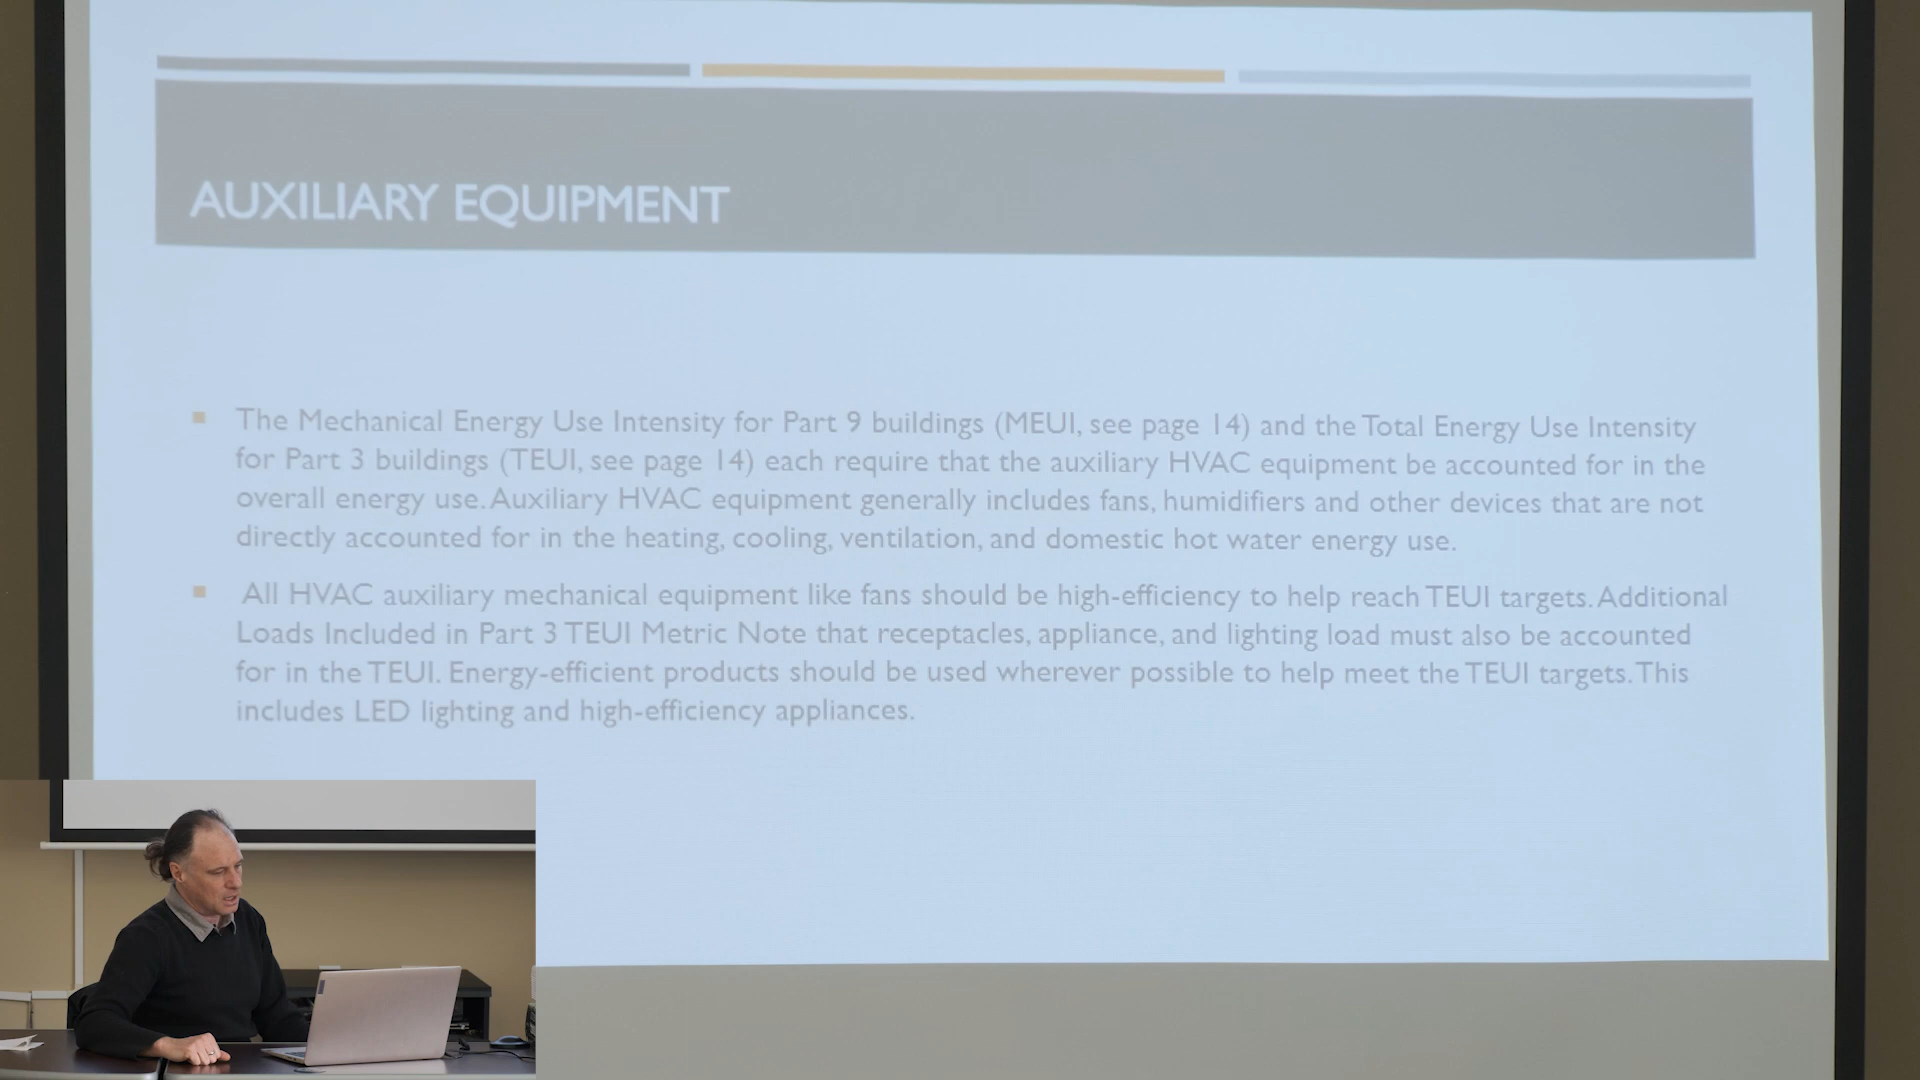 AUXILIARY EQUIPMENT
The Mechanical Energy Use Intensity for Part 9 buildings (MEUI, see page 14) and the Total Energy Use Intensity
for Part 3 buildings (TEUI, see page 14) each require that the auxiliary HVAC equipment be accounted for in the
overall energy use. Auxiliary HVAC equipment generally includes fans, humidifiers and other devices that are not
directly accounted for in the heating, cooling, ventilation, and domestic hot water energy use.
All HVAC auxiliary mechanical equipment like fans should be high-efficiency to help reach TEUI targets. Additional
Loads Included in Part 3 TEUI Metric Note that receptacles, appliance, and lighting load must also be accounted
for in the TEUI. Energy-efficient products should be used wherever possible to help meet the TEUI targets. This
includes LED lighting and high-efficiency appliances.